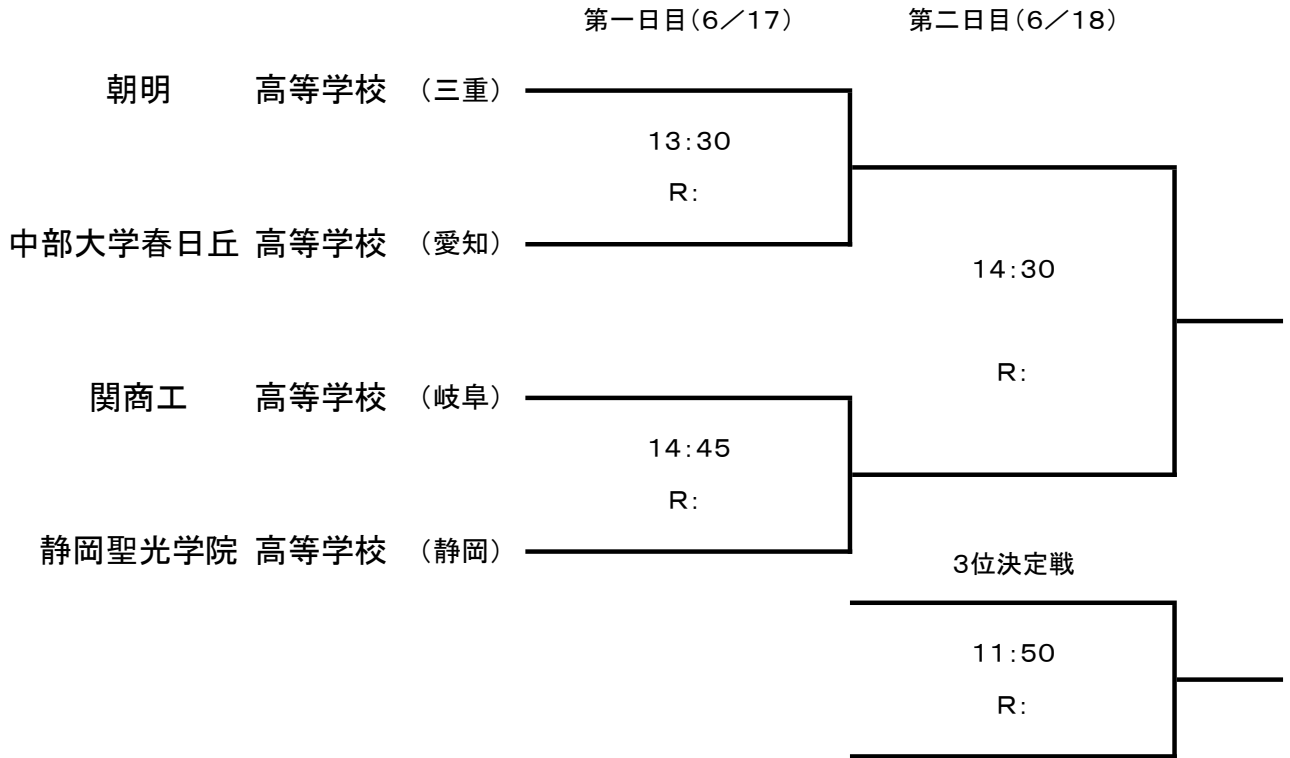 第一日目(6／17) 第二日目(6／18)
朝明 高等学校 (三重)
13:30
R:
中部大学春日丘 高等学校 (愛知)
14:30
R:
関商工 高等学校 (岐阜)
14:45
R:
静岡聖光学院 高等学校 (静岡)
3位決定戦
11:50
R: